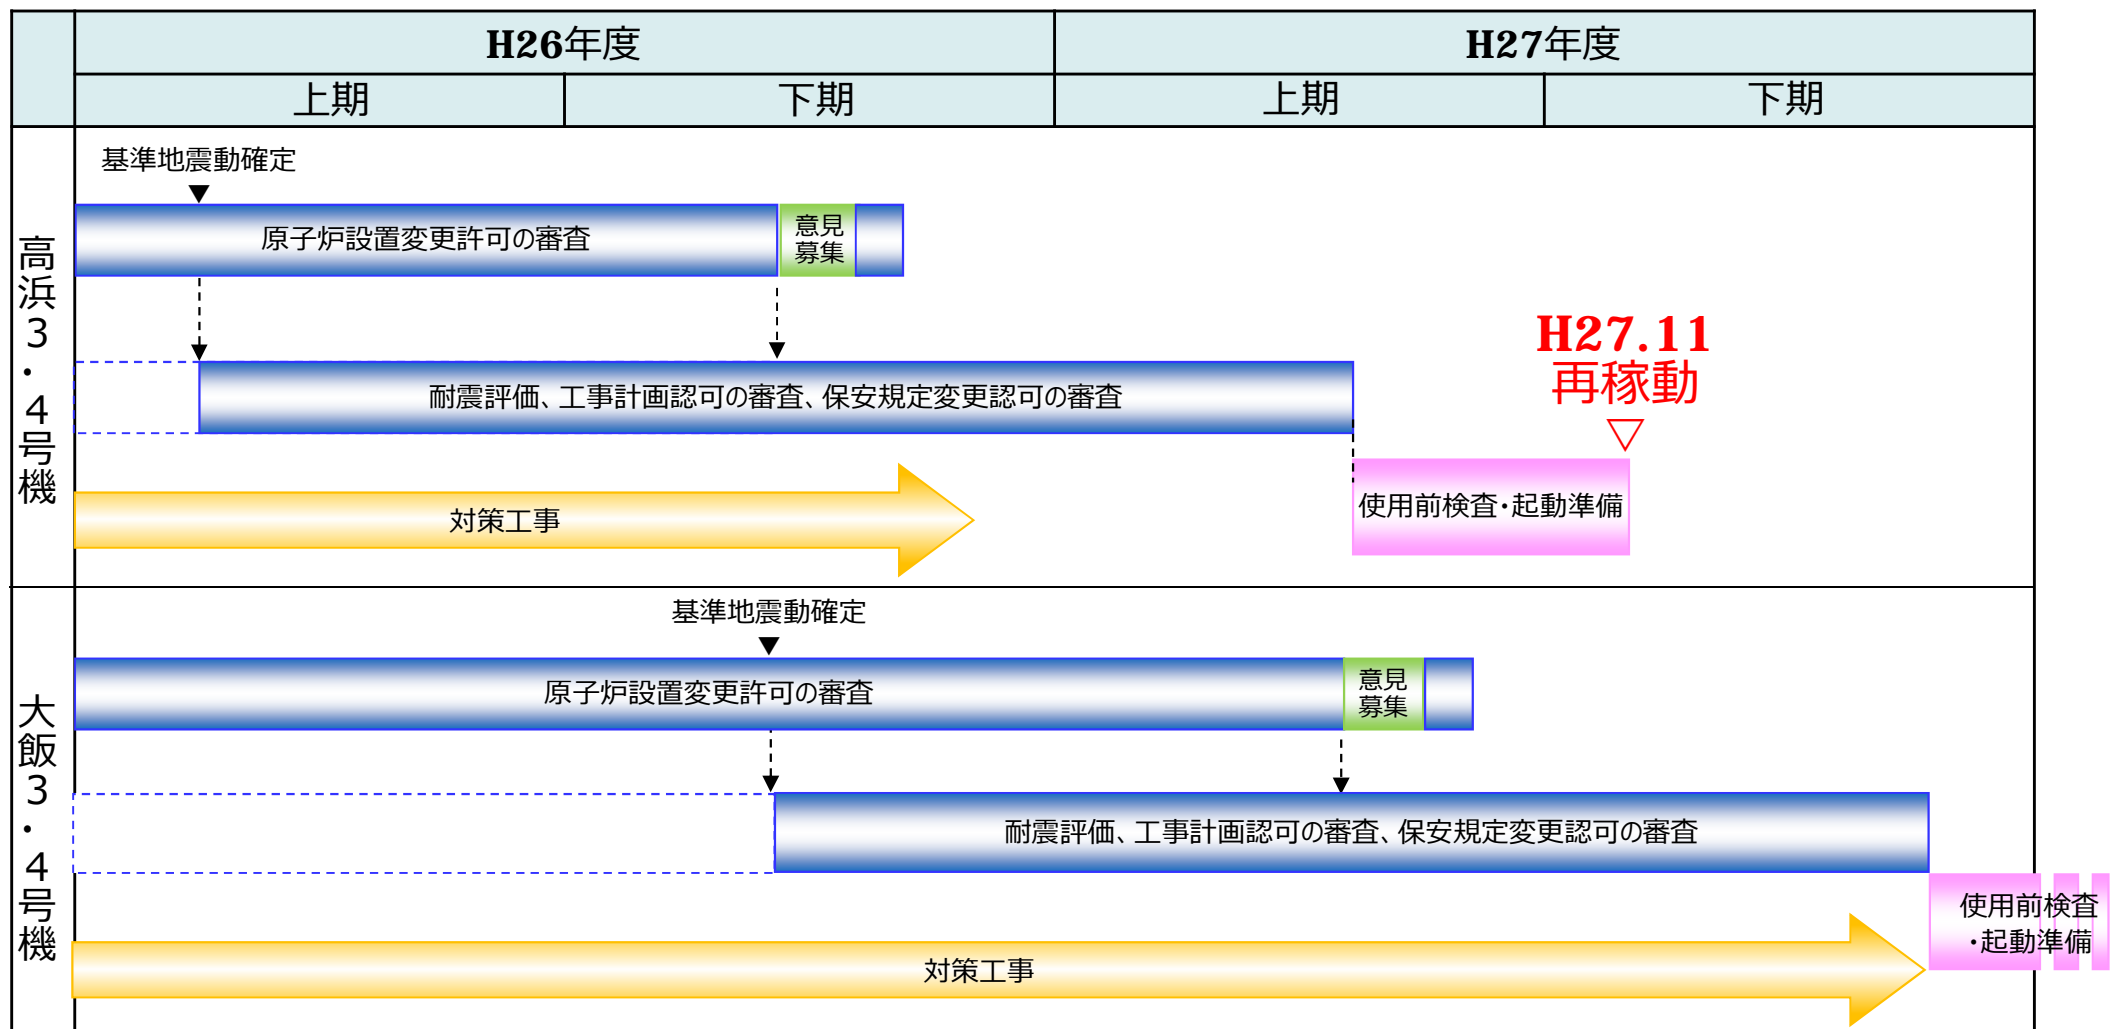 H26年度
H27年度
上期
下期
上期
下期
高浜3・4号機
基準地震動確定
原子炉設置変更許可の審査
意見
募集
耐震評価、工事計画認可の審査、保安規定変更認可の審査
H27.11
再稼動
使用前検査・起動準備
対策工事
大飯3・4号機
基準地震動確定
原子炉設置変更許可の審査
意見
募集
耐震評価、工事計画認可の審査、保安規定変更認可の審査
使用前検査
・起動準備
対策工事